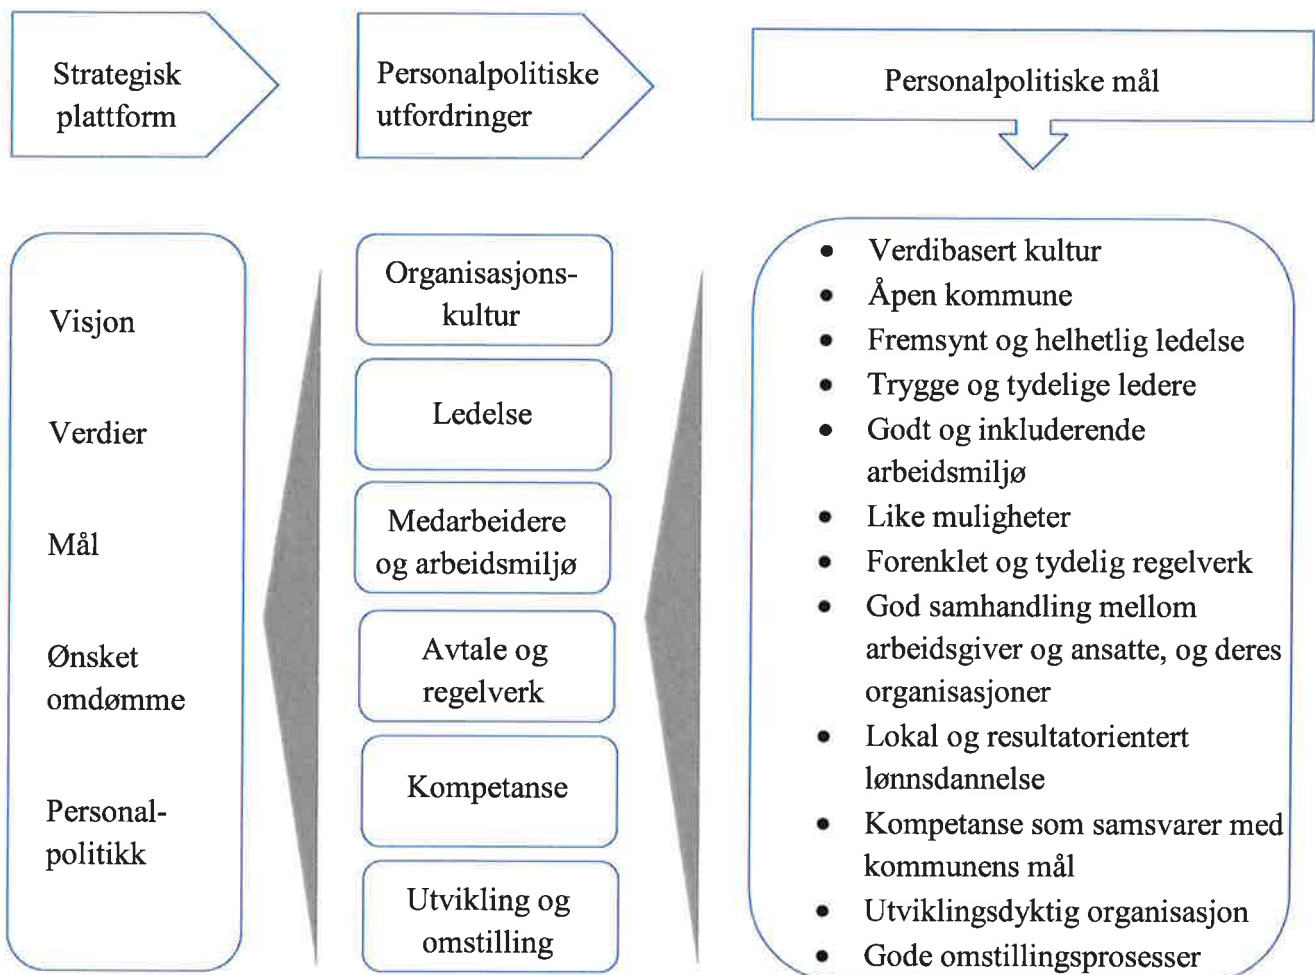 Strategisk
plattform
Personalpolitiske
utfordringer
Personalpolitiske mål
Visjon
Verdier
Mål
Ønsket
omdømme
Personal-
politikk
Organisasjons-
kultur
Ledelse
Medarbeidere
og arbeidsmiljø
Avtale og
regelverk
Kompetanse
Utvikling og
omstilling
• Verdibasert kultur
• Åpen kommune
• Fremsynt og helhetlig ledelse
• Trygge og tydelige ledere
• Godt og inkluderende
arbeidsmiljø
• Like muligheter
• Forenklet og tydelig regelverk
• God samhandling mellom
arbeidsgiver og ansatte, og deres
organisasjoner
• Lokal og resultatorientert
lønnsdannelse
• Kompetanse som samsvarer med
kommunens mål
• Utviklingsdyktig organisasjon
• Gode omstillingsprosesser